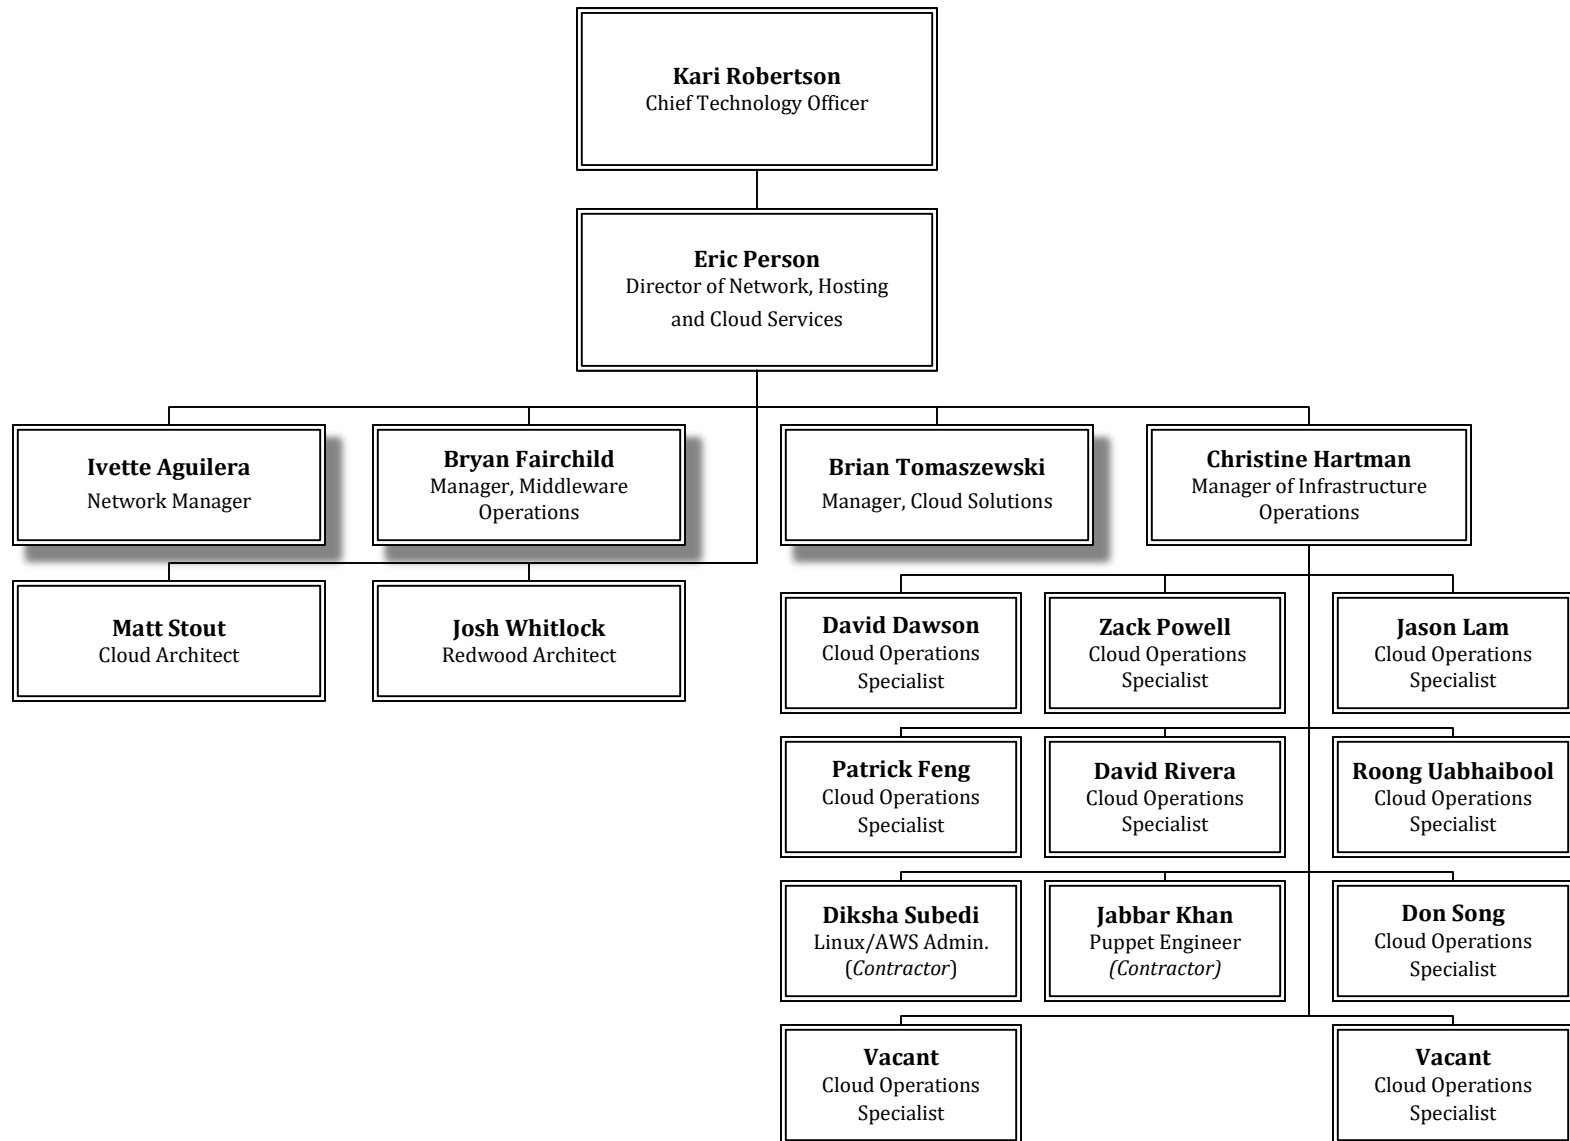 Kari Robertson
Chief Technology Officer
Eric Person
Director of Network, Hosting
and Cloud Services
Ivette Aguilera
Network Manager
Bryan Fairchild
Manager, Middleware
Operations
Brian Tomaszewski
Manager, Cloud Solutions
Christine Hartman
Manager of Infrastructure
Operations
Matt Stout
Cloud Architect
Josh Whitlock
Redwood Architect
David Dawson
Cloud Operations
Specialist
Zack Powell
Cloud Operations
Specialist
Jason Lam
Cloud Operations
Specialist
Patrick Feng
Cloud Operations
Specialist
David Rivera
Cloud Operations
Specialist
Roong Uabhaibool
Cloud Operations
Specialist
Diksha Subedi
Linux/AWS Admin.
(Contractor)
Jabbar Khan
Puppet Engineer
(Contractor)
Don Song
Cloud Operations
Specialist
Vacant
Cloud Operations
Specialist
Vacant
Cloud Operations
Specialist